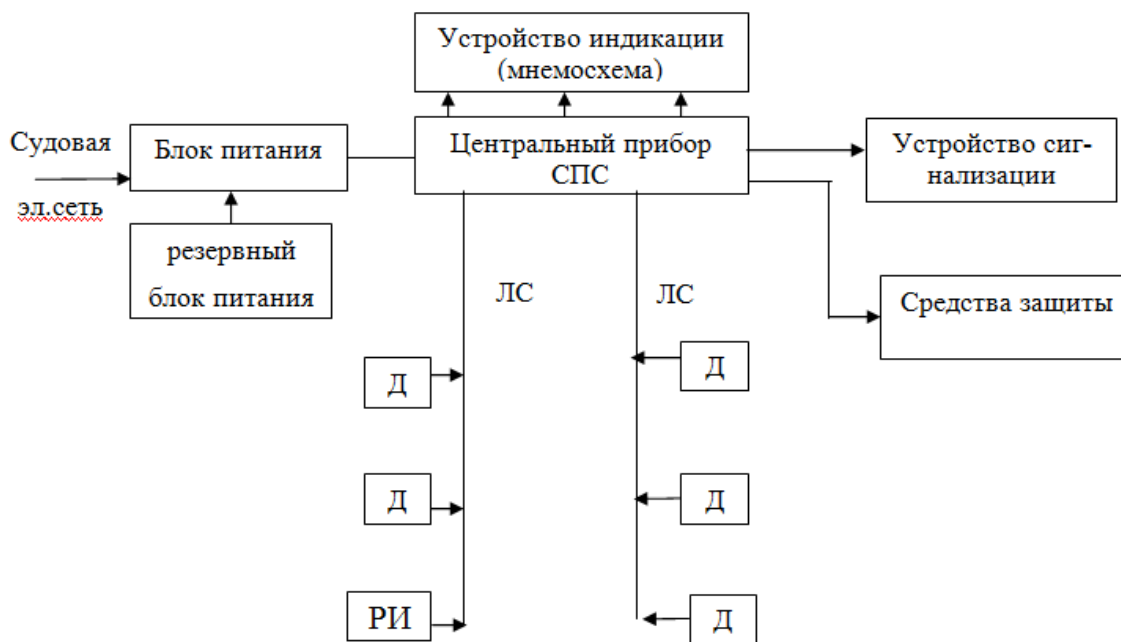 Устройство индикации
(мнемосхема)
Судовая
эл.сеть
Блок питания
Центральный прибор
СПС
Устройство сиг-
нализации
резервный
блок питания
ЛС
ЛС
Средства защиты
Д
Д
Д
Д
РИ
Д